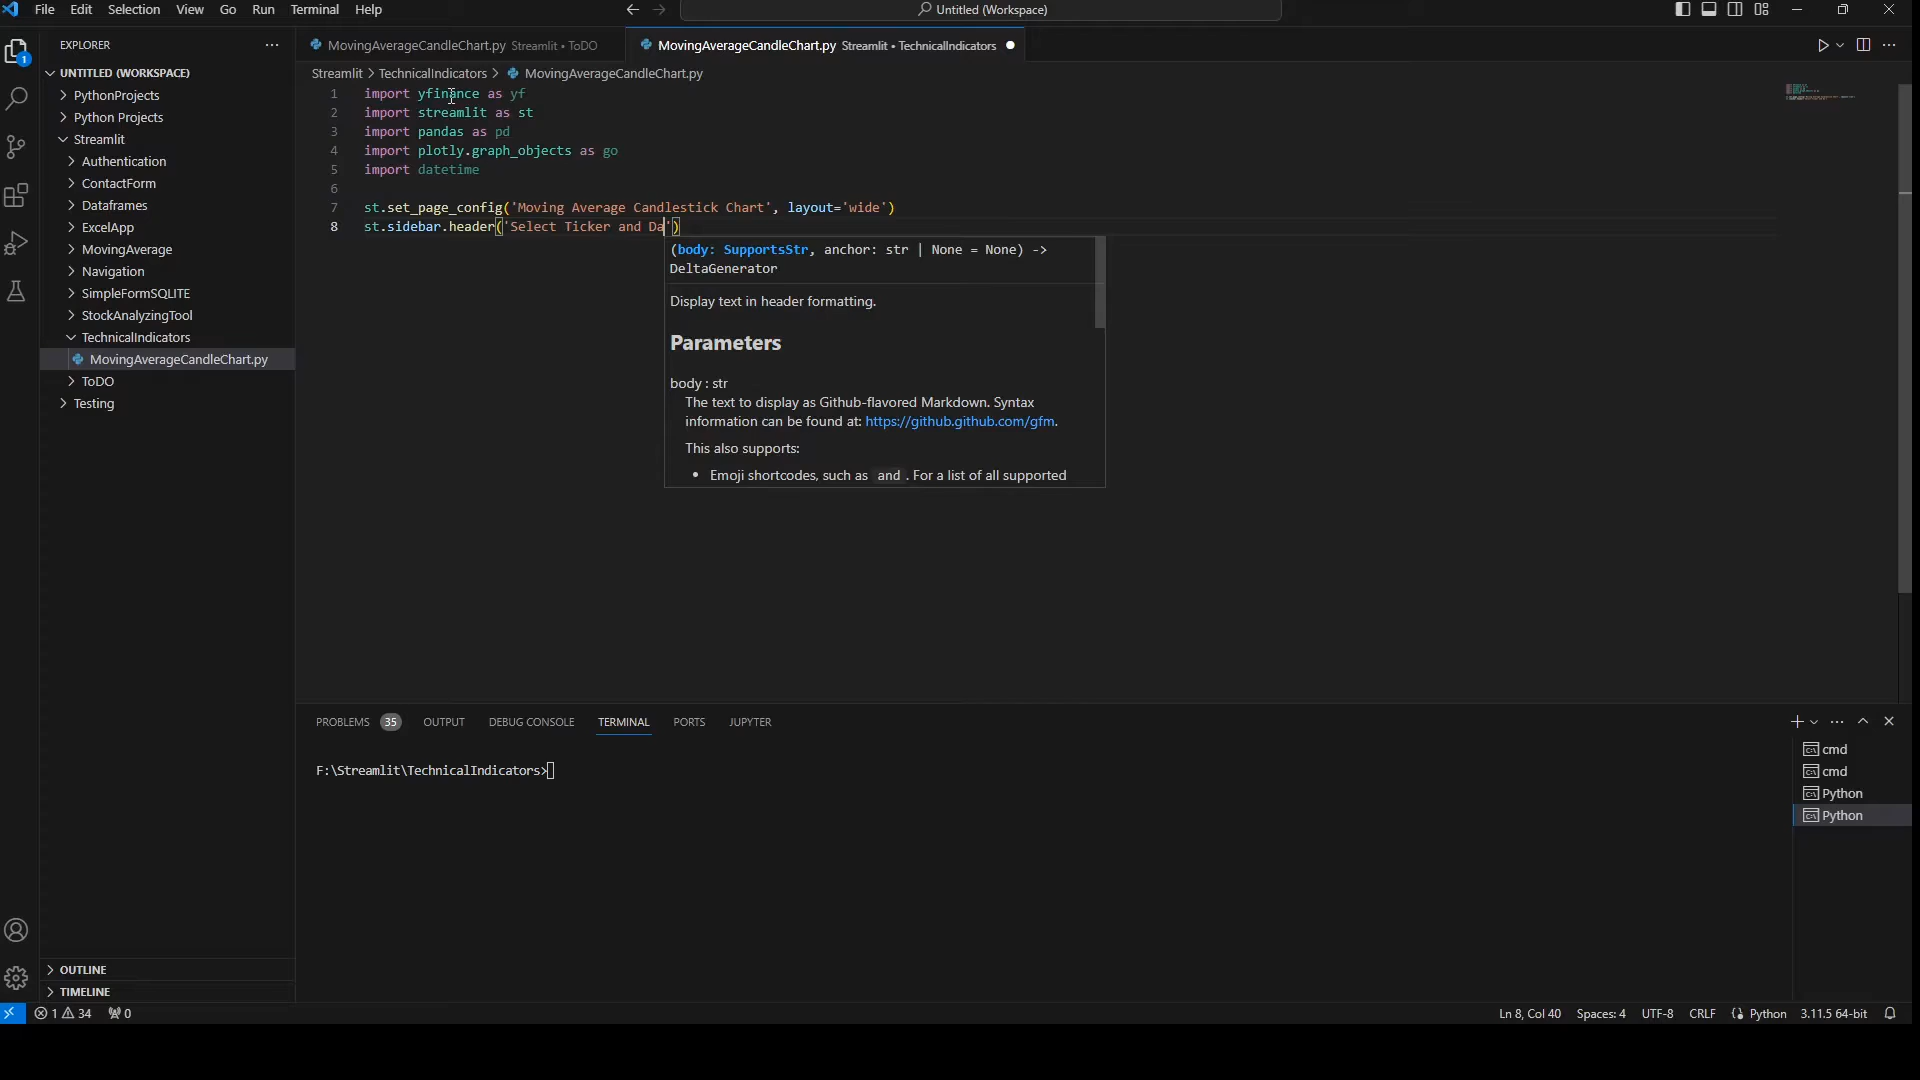 File Edit Selection View Go Run Terminal Help
Untitled (Workspace)
EXPLORER
1
UNTITLED (WORKSPACE)
PythonProjects
Python Projects
Streamlit
Authentication
ContactForm
Dataframes
ExcelApp
MovingAverage
Navigation
SimpleFormSQLITE
StockAnalyzingTool
TechnicalIndicators
MovingAverageCandleChart.py
ToDO
Testing
OUTLINE
TIMELINE
MovingAverageCandleChart.py Streamlit • ToDO
MovingAverageCandleChart.py Streamlit • TechnicalIndicators
Streamlit > TechnicalIndicators > MovingAverageCandleChart.py
1 import yfinance as yf
2 import streamlit as st
3 import pandas as pd
4 import plotly.graph_objects as go
5 import datetime
6
7 st.set_page_config('Moving Average Candlestick Chart', layout='wide')
8 st.sidebar.header('Select Ticker and Da')
(body: SupportsStr, anchor: str | None = None) ->
DeltaGenerator
Display text in header formatting.
Parameters
body : str
The text to display as Github-flavored Markdown. Syntax
information can be found at: https://github.github.com/gfm.
This also supports:
• Emoji shortcodes, such as and . For a list of all supported
PROBLEMS 35 OUTPUT DEBUG CONSOLE TERMINAL PORTS JUPYTER
F:\Streamlit\TechnicalIndicators>
cmd
cmd
Python
Python
1 34 0
Ln 8, Col 40 Spaces: 4 UTF-8 CRLF Python 3.11.5 64-bit